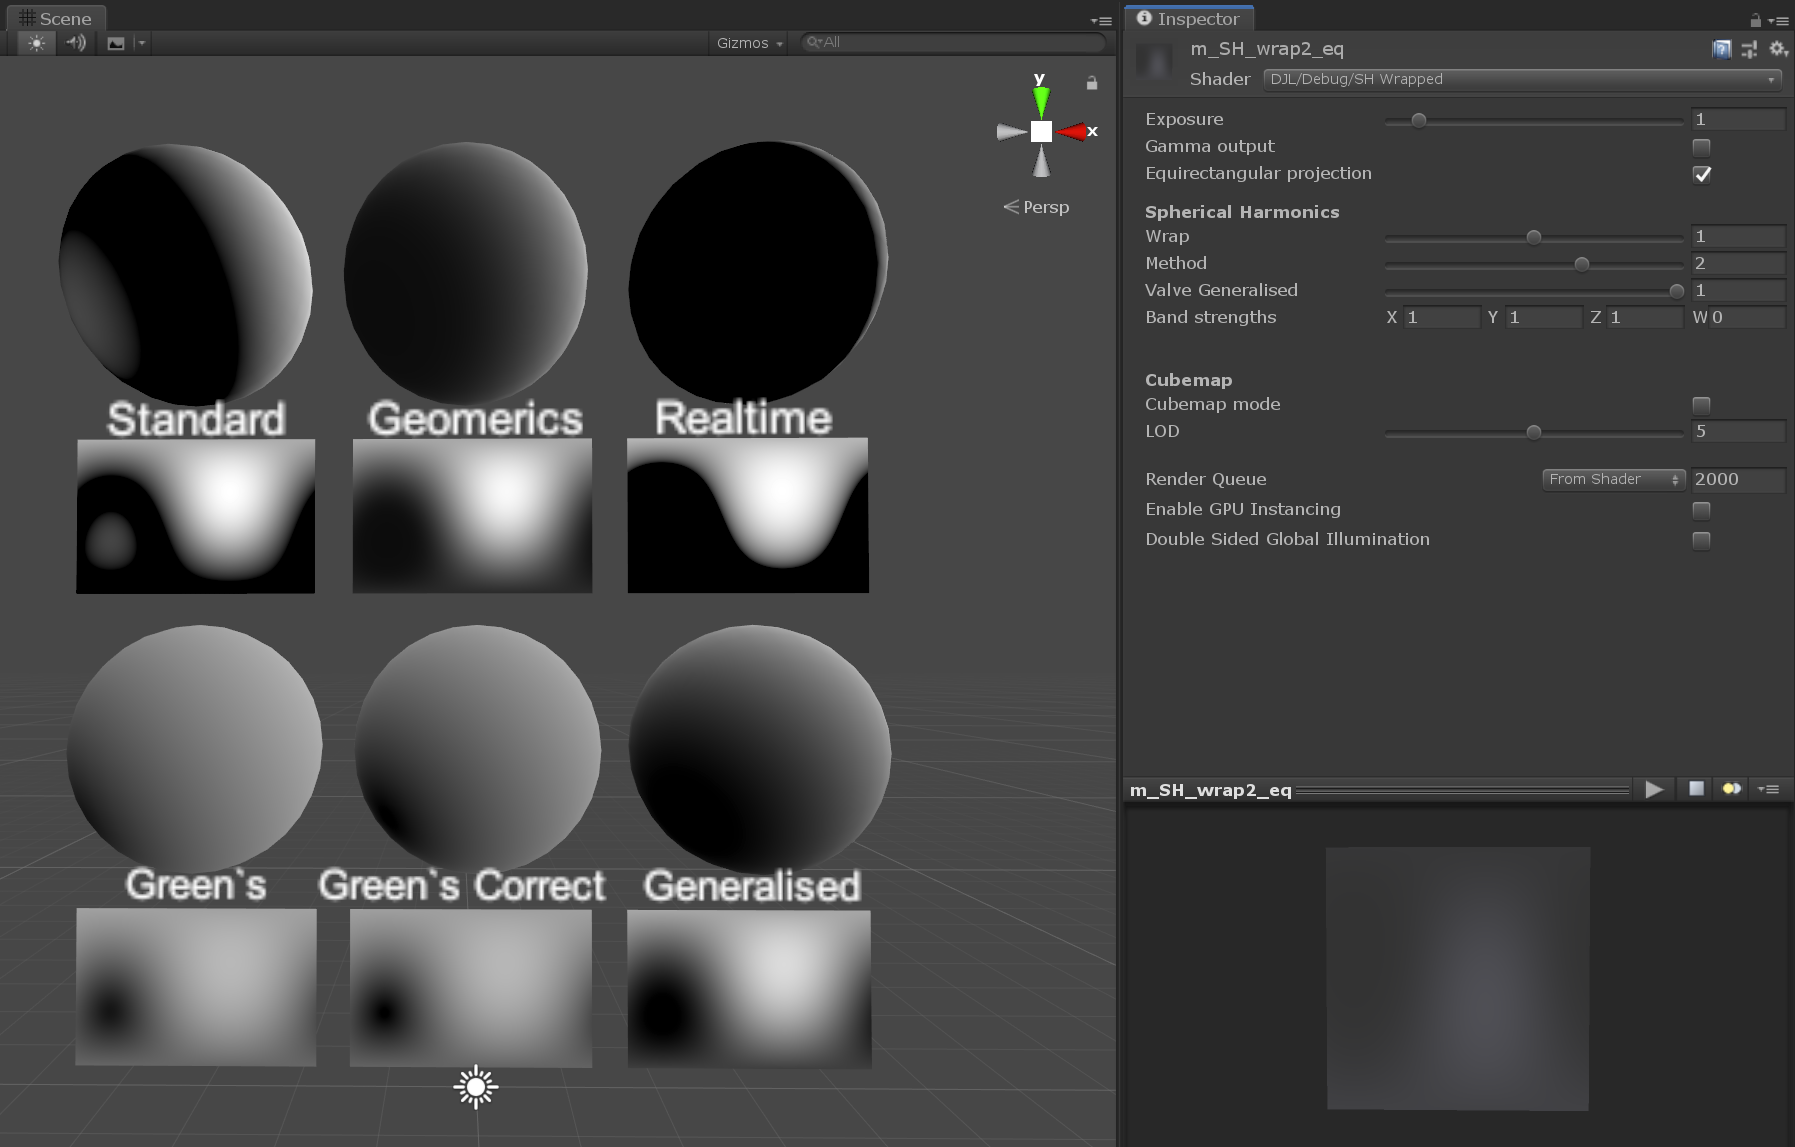 Scene
Gizmos
All
y
x
Persp
Standard
Geomerics
Realtime
Green`s
Green`s Correct
Generalised
Inspector
m_SH_wrap2_eq
Shader DJL/Debug/SH Wrapped
Exposure 1
Gamma output
Equirectangular projection
Spherical Harmonics
Wrap 1
Method 2
Valve Generalised 1
Band strengths X 1 Y 1 Z 1 W 0
Cubemap
Cubemap mode
LOD 5
Render Queue From Shader 2000
Enable GPU Instancing
Double Sided Global Illumination
m_SH_wrap2_eq